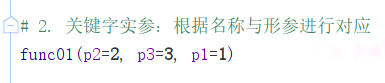 # 2. 关键字实参：根据名称与形参进行对应
func01(p2=2, p3=3, p1=1)